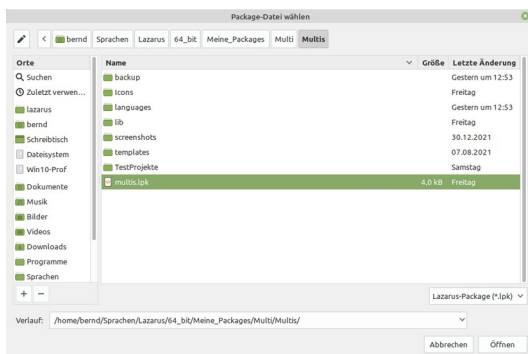 Package-Datei wählen
bernd Sprachen Lazarus 64_bit Meine_Packages Multi Multis
Orte
Suchen
Zuletzt verwen...
lazarus
bernd
Schreibtisch
Dateisystem
Win10-Prof
Dokumente
Musik
Bilder
Videos
Downloads
Programme
Sprachen
Name Größe Letzte Änderung
backup Gestern um 12:53
Icons Freitag
languages Gestern um 12:53
lib Freitag
screenshots 30.12.2021
templates 07.08.2021
TestProjekte Samstag
multis.lpk 4,0 kB Freitag
Lazarus-Package (*.lpk)
Verlauf: /home/bernd/Sprachen/Lazarus/64_bit/Meine_Packages/Multi/Multis/
Abbrechen Öffnen